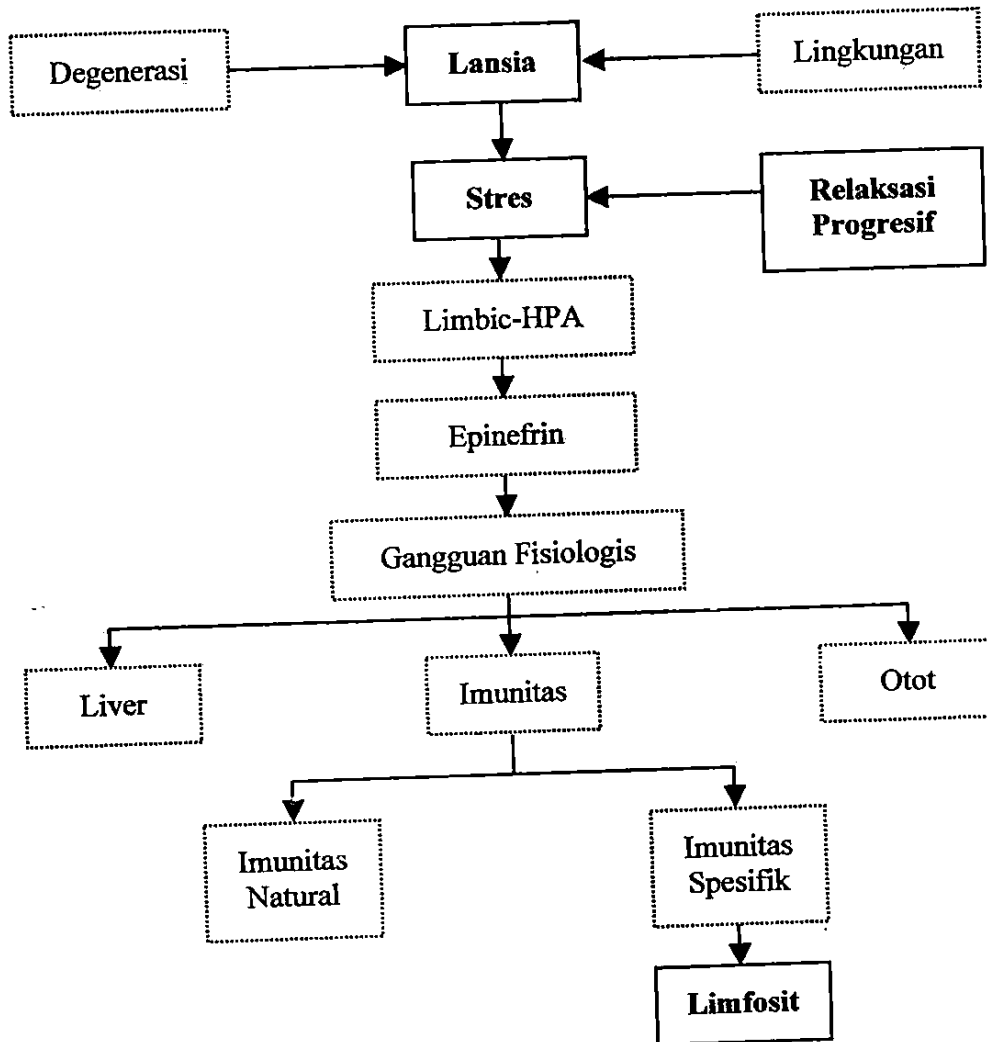 Degenerasi
Lansia
Lingkungan
Stres
Relaksasi
Progresif
Limbic-HPA
Epinefrin
Gangguan Fisiologis
Liver
Imunitas
Otot
Imunitas
Natural
Imunitas
Spesifik
Limfosit